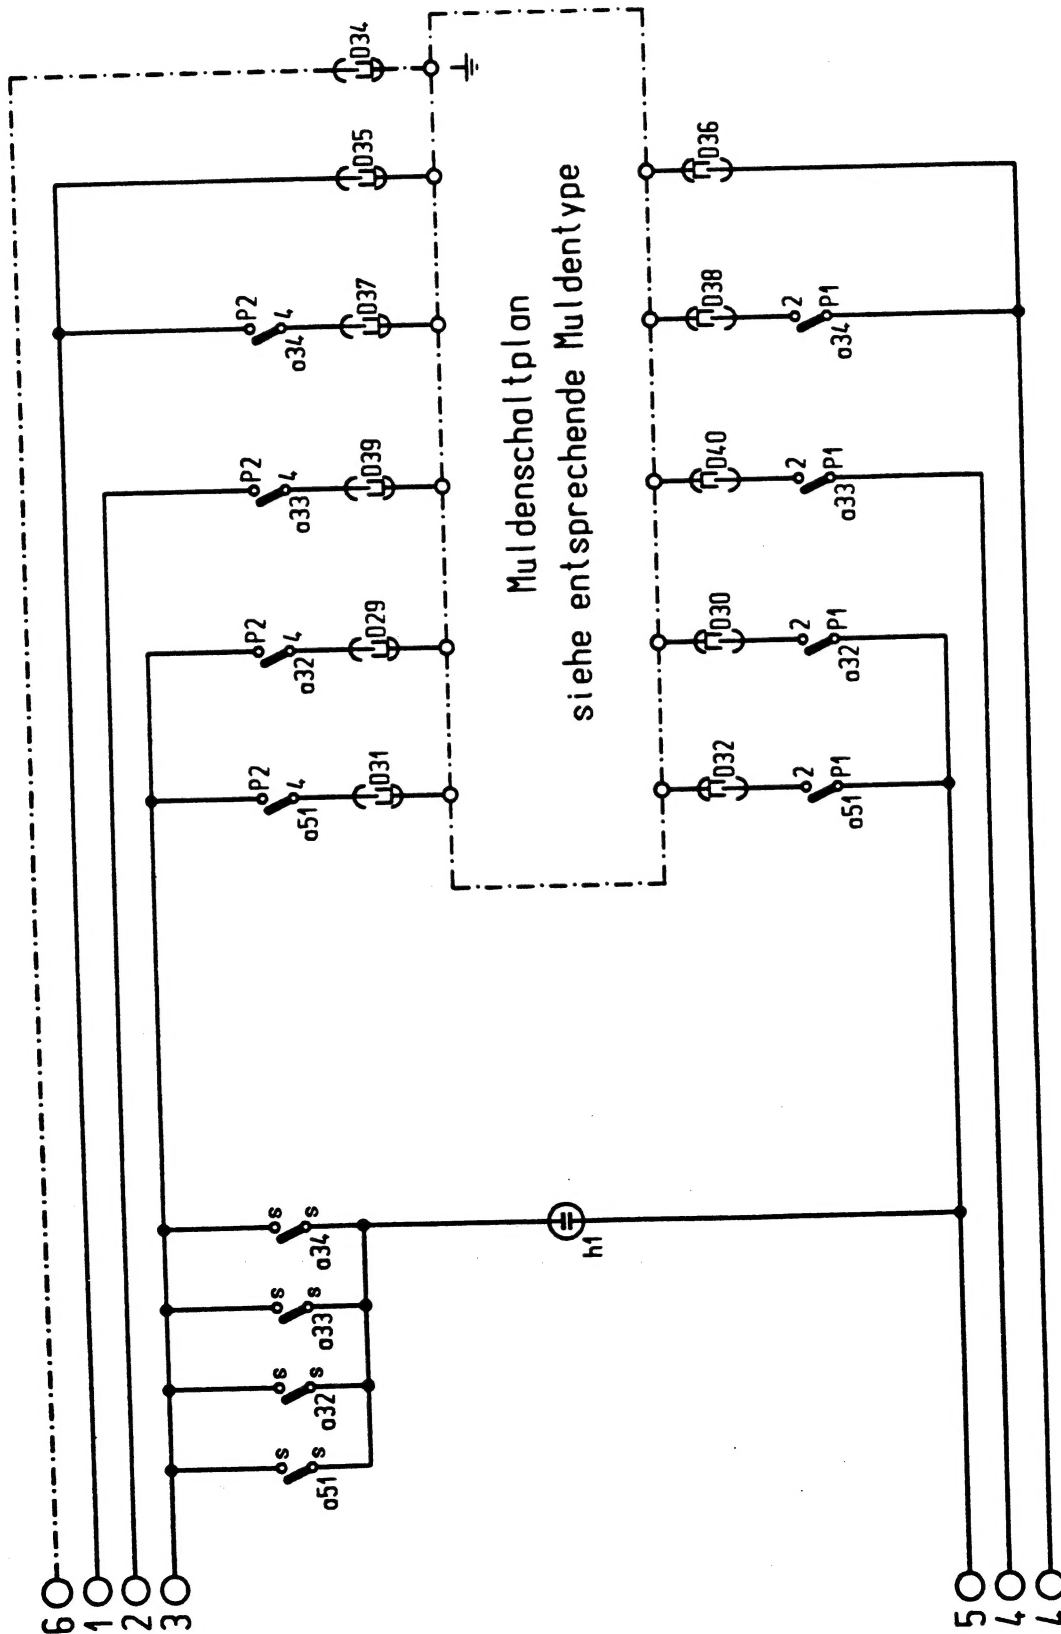 D34
D35
D36
P2
4
a34
D37
D38
2
P1
a34
P2
4
a33
D39
D40
2
P1
a33
P2
4
a32
D29
D30
2
P1
a32
P2
4
a51
D31
D32
2
P1
a51
Muldenschaltplan
siehe entsprechende Muldentype
s
s
a34
s
s
a33
s
s
a32
s
s
a51
h1
6
1
2
3
5
4
4